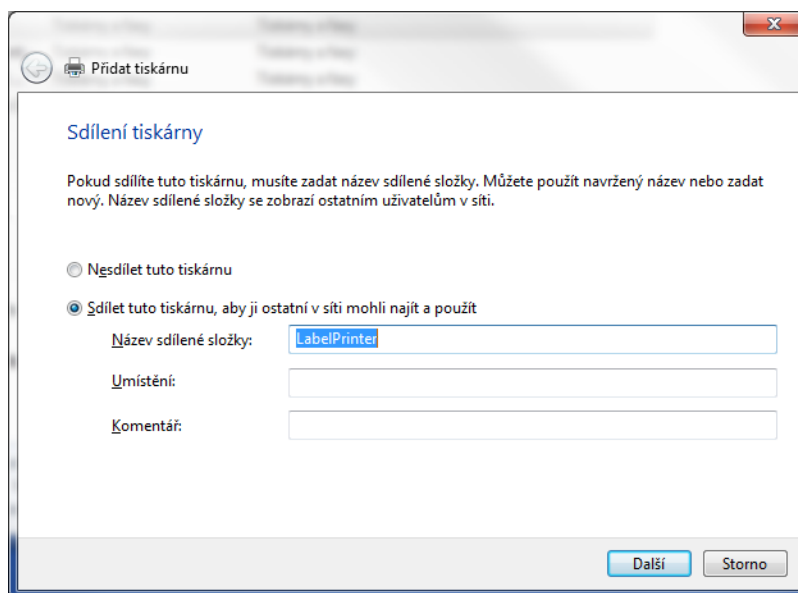 Přidat tiskárnu
Sdílení tiskárny
Pokud sdílíte tuto tiskárnu, musíte zadat název sdílené složky. Můžete použít navržený název nebo zadat
nový. Název sdílené složky se zobrazí ostatním uživatelům v síti.
Nesdílet tuto tiskárnu
Sdílet tuto tiskárnu, aby ji ostatní v síti mohli najít a použít
Název sdílené složky: LabelPrinter
Umístění:
Komentář:
Další Storno